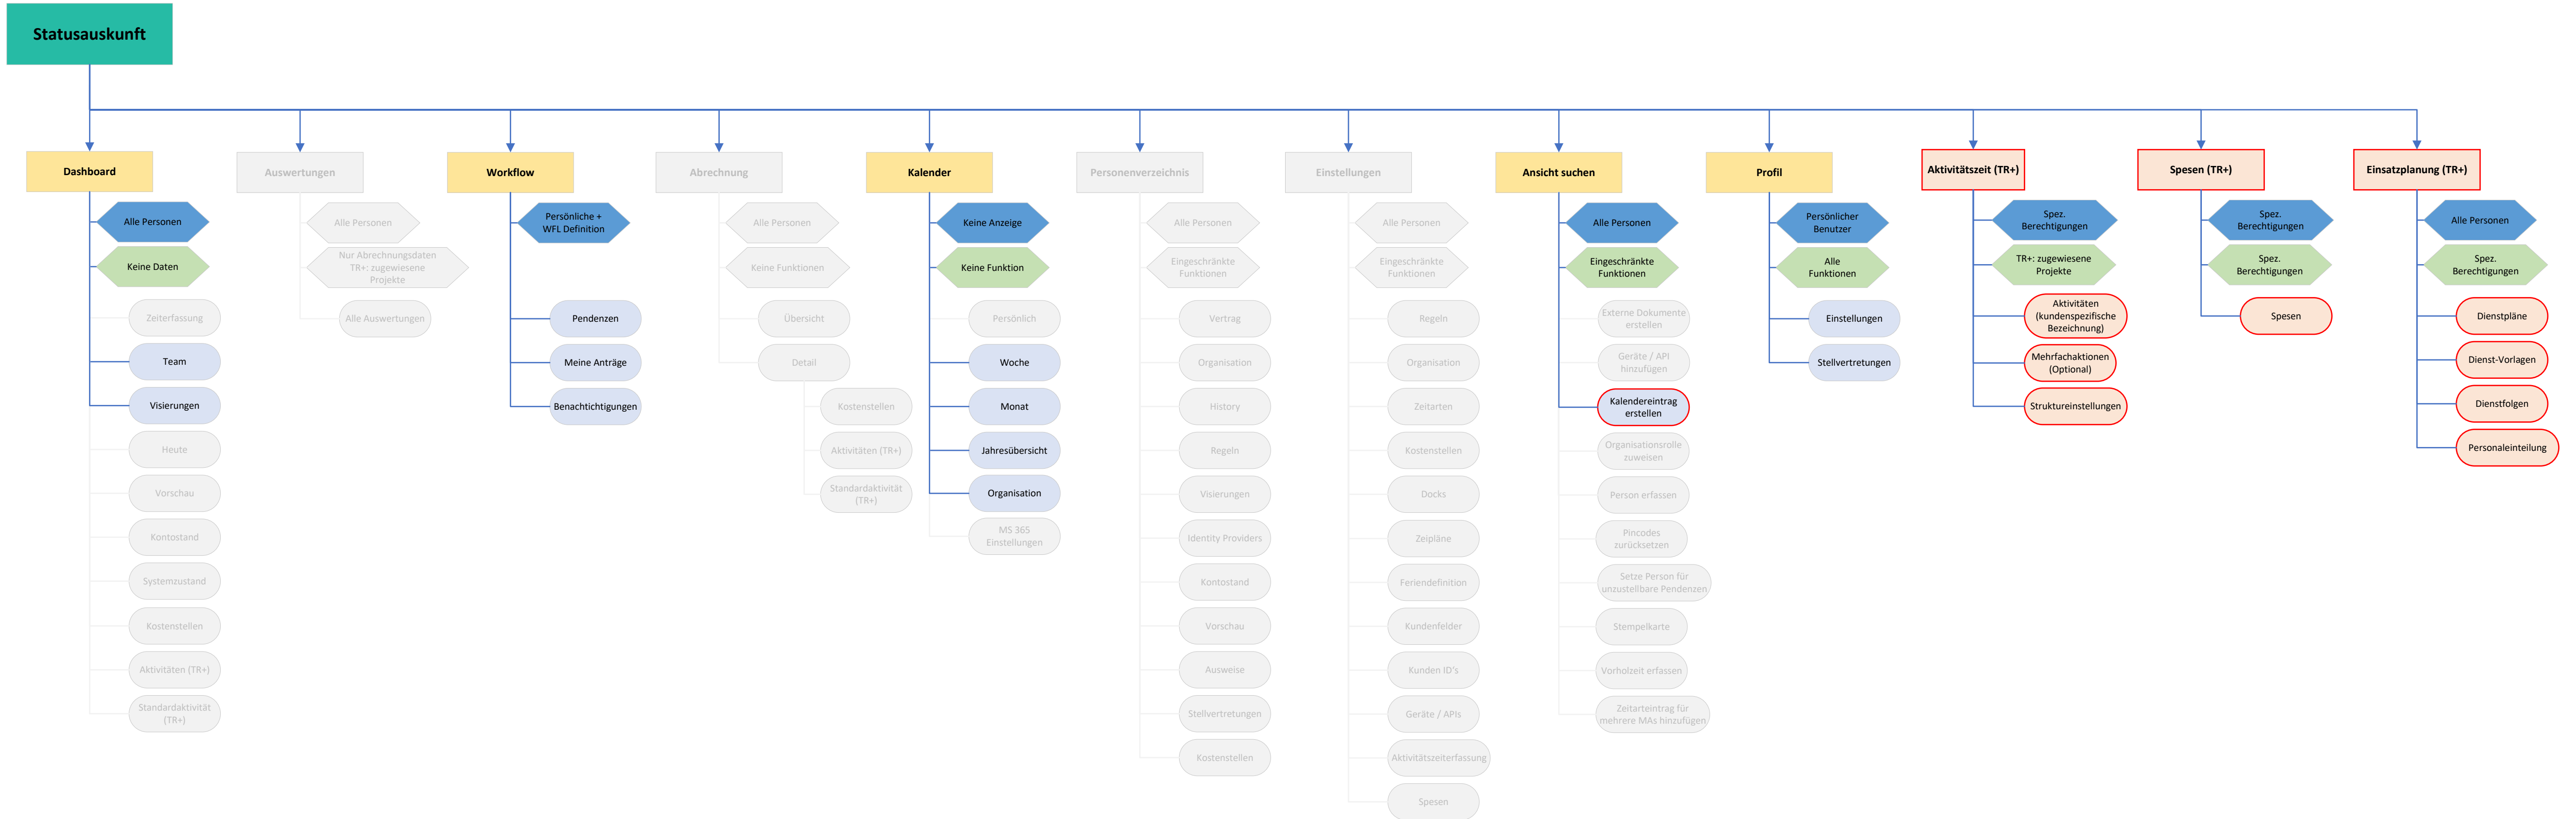 Statusauskunft
Dashboard
Alle Personen
Keine Daten
Zeiterfassung
Team
Visierungen
Heute
Vorschau
Kontostand
Systemzustand
Kostenstellen
Aktivitäten (TR+)
Standardaktivität
(TR+)
Auswertungen
Alle Personen
Nur Abrechnungsdaten
TR+: zugewiesene
Projekte
Alle Auswertungen
Workflow
Persönliche +
WFL Definition
Pendenzen
Meine Anträge
Benachtichtigungen
Abrechnung
Alle Personen
Keine Funktionen
Übersicht
Detail
Kostenstellen
Aktivitäten (TR+)
Standardaktivität
(TR+)
Kalender
Keine Anzeige
Keine Funktion
Persönlich
Woche
Monat
Jahresübersicht
Organisation
MS 365
Einstellungen
Personenverzeichnis
Alle Personen
Eingeschränkte
Funktionen
Vertrag
Organisation
History
Regeln
Visierungen
Identity Providers
Kontostand
Vorschau
Ausweise
Stellvertretungen
Kostenstellen
Einstellungen
Alle Personen
Eingeschränkte
Funktionen
Regeln
Organisation
Zeitarten
Kostenstellen
Docks
Zeipläne
Feriendefinition
Kundenfelder
Kunden ID's
Geräte / APIs
Aktivitätszeiterfassung
Spesen
Ansicht suchen
Alle Personen
Eingeschränkte
Funktionen
Externe Dokumente
erstellen
Geräte / API
hinzufügen
Kalendereintrag
erstellen
Organisationsrolle
zuweisen
Person erfassen
Pincodes
zurücksetzen
Setze Person für
unzustellbare Pendenzen
Stempelkarte
Vorholzeit erfassen
Zeitarteintrag für
mehrere MAs hinzufügen
Profil
Persönlicher
Benutzer
Alle
Funktionen
Einstellungen
Stellvertretungen
Aktivitätszeit (TR+)
Spez.
Berechtigungen
TR+: zugewiesene
Projekte
Aktivitäten
(kundenspezifische
Bezeichnung)
Mehrfachaktionen
(Optional)
Struktureinstellungen
Spesen (TR+)
Spez.
Berechtigungen
Spez.
Berechtigungen
Spesen
Einsatzplanung (TR+)
Alle Personen
Spez.
Berechtigungen
Dienstpläne
Dienst-Vorlagen
Dienstfolgen
Personaleinteilung